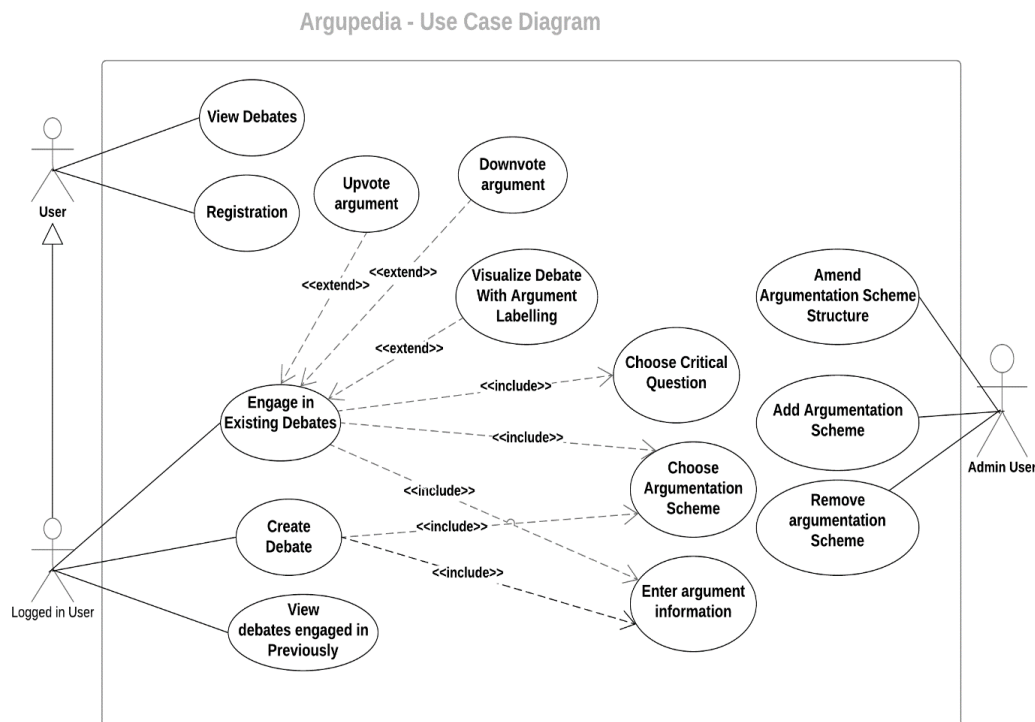 Argupedia - Use Case Diagram
View Debates
User
Registration
Upvote
argument
Downvote
argument
<<extend>>
<<extend>>
Visualize Debate
With Argument
Labelling
<<extend>>
Amend
Argumentation Scheme
Structure
Choose Critical
Question
<<include>>
Engage in
Existing Debates
Add Argumentation
Scheme
<<include>>
Admin User
Choose
Argumentation
Scheme
<<include>>
Remove
argumentation
Scheme
Create
Debate
<<include>>
<<include>>
Enter argument
information
Logged in User
View
debates engaged in
Previously